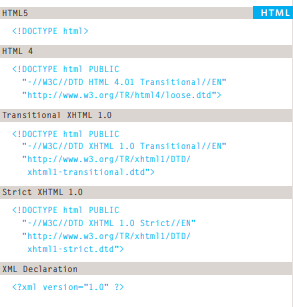 HTML5
HTML
<!DOCTYPE html>
HTML 4
<!DOCTYPE html PUBLIC
"-//W3C//DTD HTML 4.01 Transitional//EN"
"http://www.w3.org/TR/html4/loose.dtd">
Transitional XHTML 1.0
<!DOCTYPE html PUBLIC
"-//W3C//DTD XHTML 1.0 Transitional//EN"
"http://www.w3.org/TR/xhtml1/DTD/
xhtml1-transitional.dtd">
Strict XHTML 1.0
<!DOCTYPE html PUBLIC
"-//W3C//DTD XHTML 1.0 Strict//EN"
"http://www.w3.org/TR/xhtml1/DTD/
xhtml1-strict.dtd">
XML Declaration
<?xml version="1.0" ?>